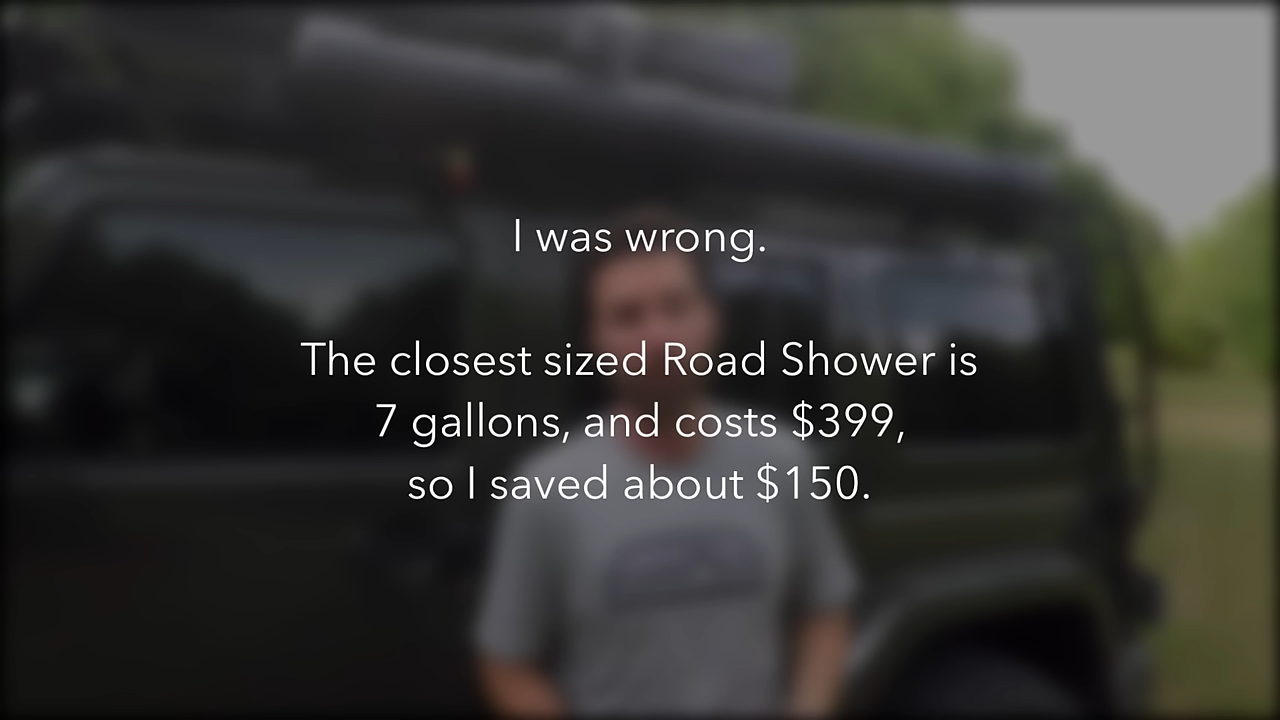 I was wrong.
The closest sized Road Shower is
7 gallons, and costs $399,
so I saved about $150.